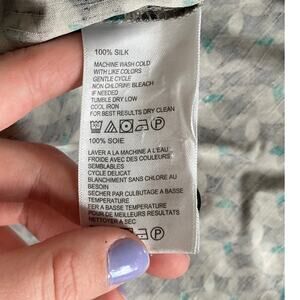 100% SILK
MACHINE WASH COLD
WITH LIKE COLORS
GENTLE CYCLE
NON CHLORINE BLEACH
IF NEEDED
TUMBLE DRY LOW
COOL IRON
FOR BEST RESULTS DRY CLEAN
100% SOIE
LAVER A LA MACHINE A L'EAU
FROIDE AVEC DES COULEURS
SEMBLABLES
CYCLE DELICAT
BLANCHIMENT SANS CHLORE AU
BESOIN
SECHER PAR CULBUTAGE A BASSE
TEMPERATURE
FER A BASSE TEMPERATURE
POUR DE MEILLEURS RESULTATS
NETTOYER A SEC